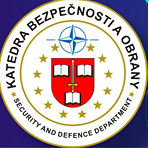 KATEDRA BEZPEČNOSTI A OBRANY
SECURITY AND DEFENCE DEPARTMENT